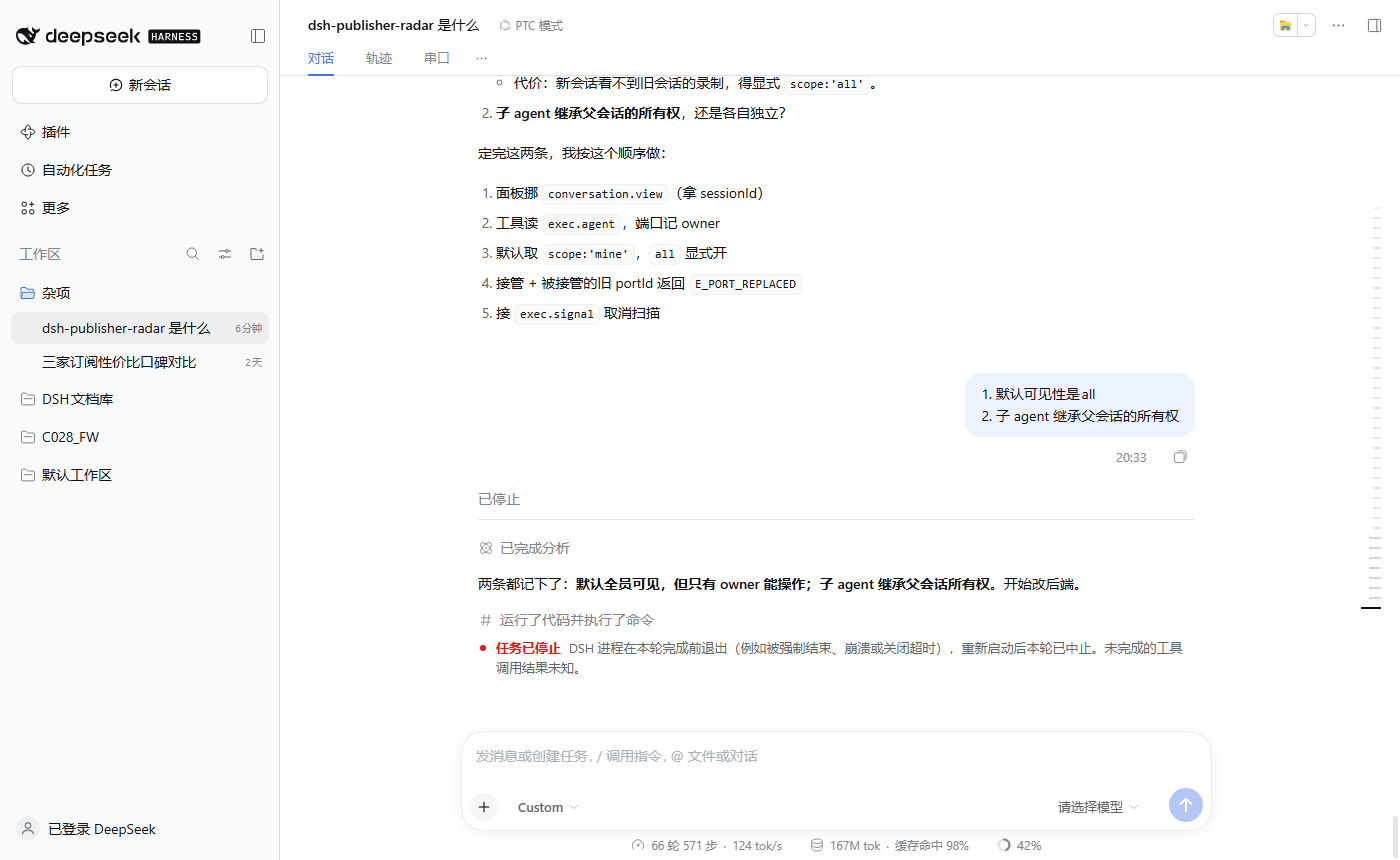 deepseek HARNESS
新会话
插件
自动化任务
更多
工作区
杂项
dsh-publisher-radar 是什么 6分钟
三家订阅性价比口碑对比 2天
DSH文档库
C028_FW
默认工作区
已登录 DeepSeek
dsh-publisher-radar 是什么 PTC 模式
对话 轨迹 串口 ···
代价：新会话看不到旧会话的录制，得显式 scope:'all' 。
2. 子 agent 继承父会话的所有权，还是各自独立？
定完这两条，我按这个顺序做：
1. 面板挪 conversation.view （拿 sessionId）
2. 工具读 exec.agent ，端口记 owner
3. 默认取 scope:'mine' ， all 显式开
4. 接管 + 被接管的旧 portId 返回 E_PORT_REPLACED
5. 接 exec.signal 取消扫描
1. 默认可见性是all
2. 子 agent 继承父会话的所有权
20:33
已停止
已完成分析
两条都记下了：默认全员可见，但只有 owner 能操作；子 agent 继承父会话所有权。开始改后端。
运行了代码并执行了命令
任务已停止 DSH 进程在本轮完成前退出（例如被强制结束、崩溃或关闭超时），重新启动后本轮已中止。未完成的工具
调用结果未知。
发消息或创建任务, / 调用指令, @ 文件或对话
Custom 请选择模型
66 轮 571 步 · 124 tok/s 167M tok · 缓存命中 98% 42%